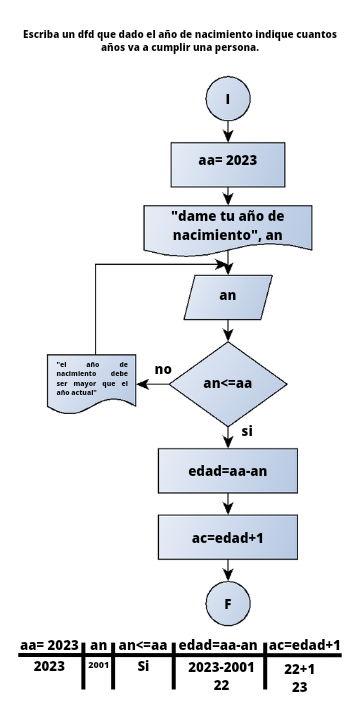 Escriba un dfd que dado el año de nacimiento indique cuantos
años va a cumplir una persona.
I
aa= 2023
"dame tu año de
nacimiento", an
an
"el año de
nacimiento debe
ser mayor que el
año actual"
no
an<=aa
si
edad=aa-an
ac=edad+1
F
aa= 2023 an an<=aa edad=aa-an ac=edad+1
2023 2001 Si 2023-2001 22+1
22 23